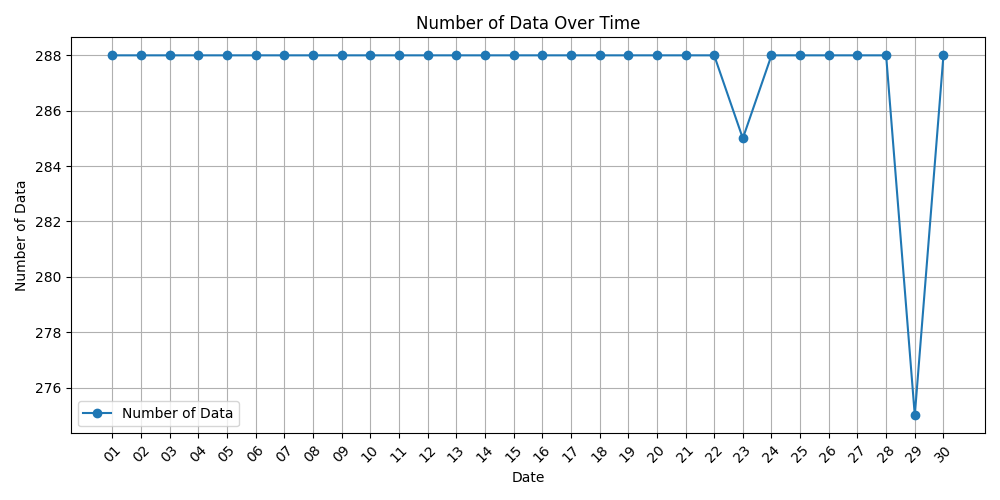 Number of Data Over Time
Number of Data
288
286
284
282
280
278
276
Number of Data
01 02 03 04 05 06 07 08 09 10 11 12 13 14 15 16 17 18 19 20 21 22 23 24 25 26 27 28 29 30
Date